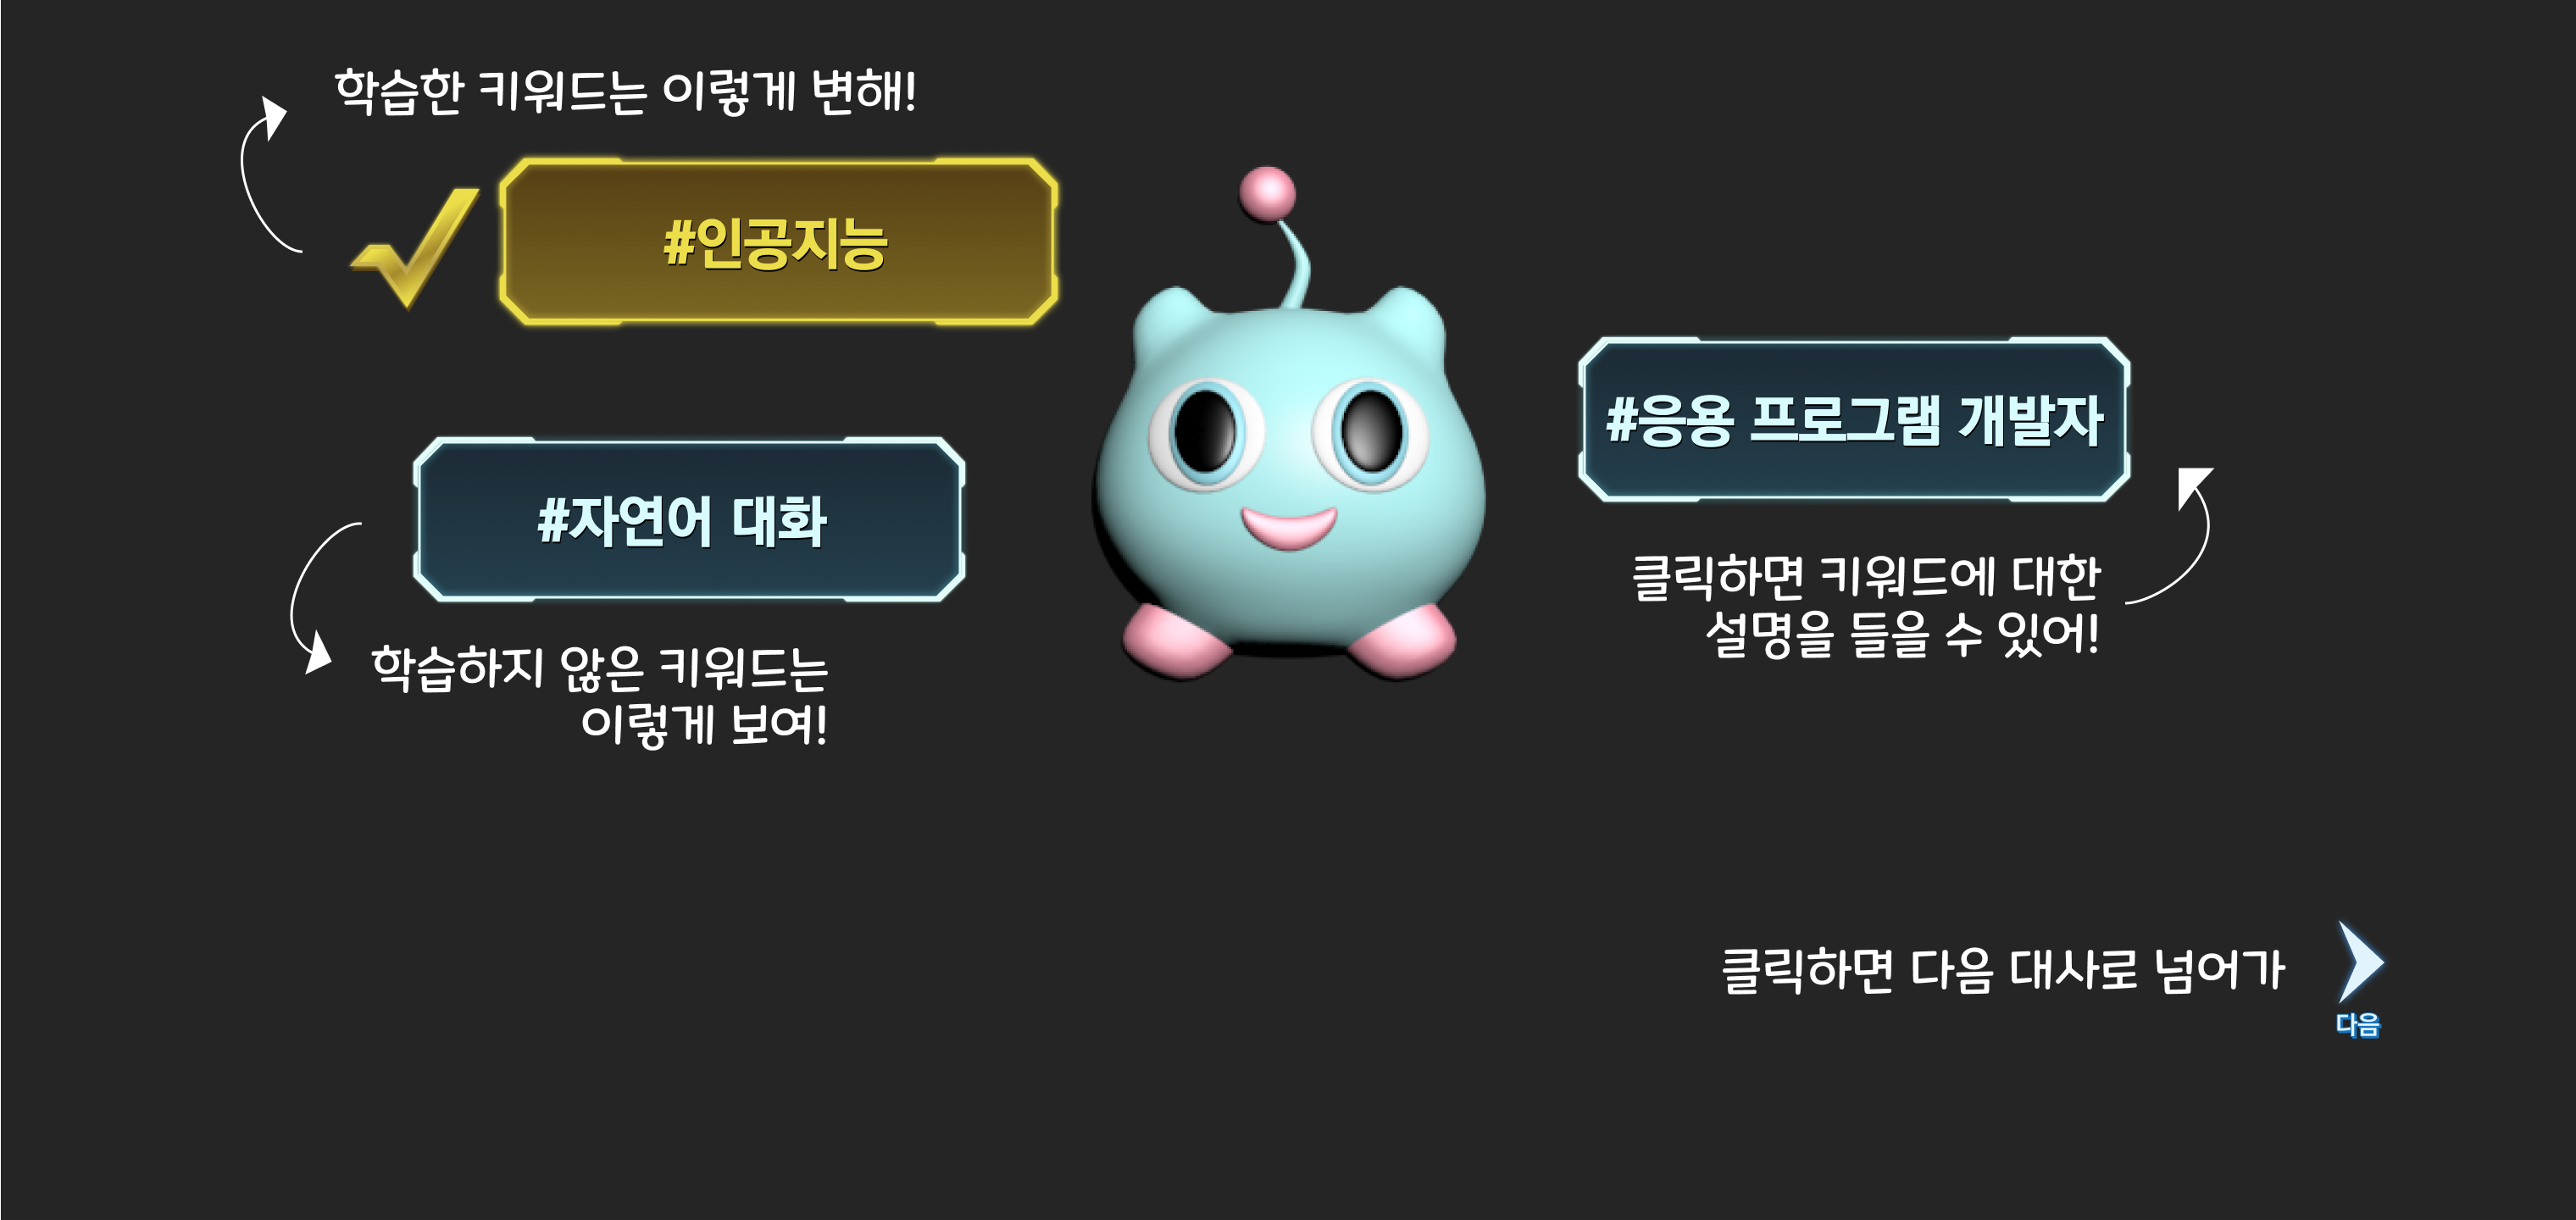 학습한 키워드는 이렇게 변해!
#인공지능
#자연어 대화
학습하지 않은 키워드는
이렇게 보여!
#응용 프로그램 개발자
클릭하면 키워드에 대한
설명을 들을 수 있어!
클릭하면 다음 대사로 넘어가
다음